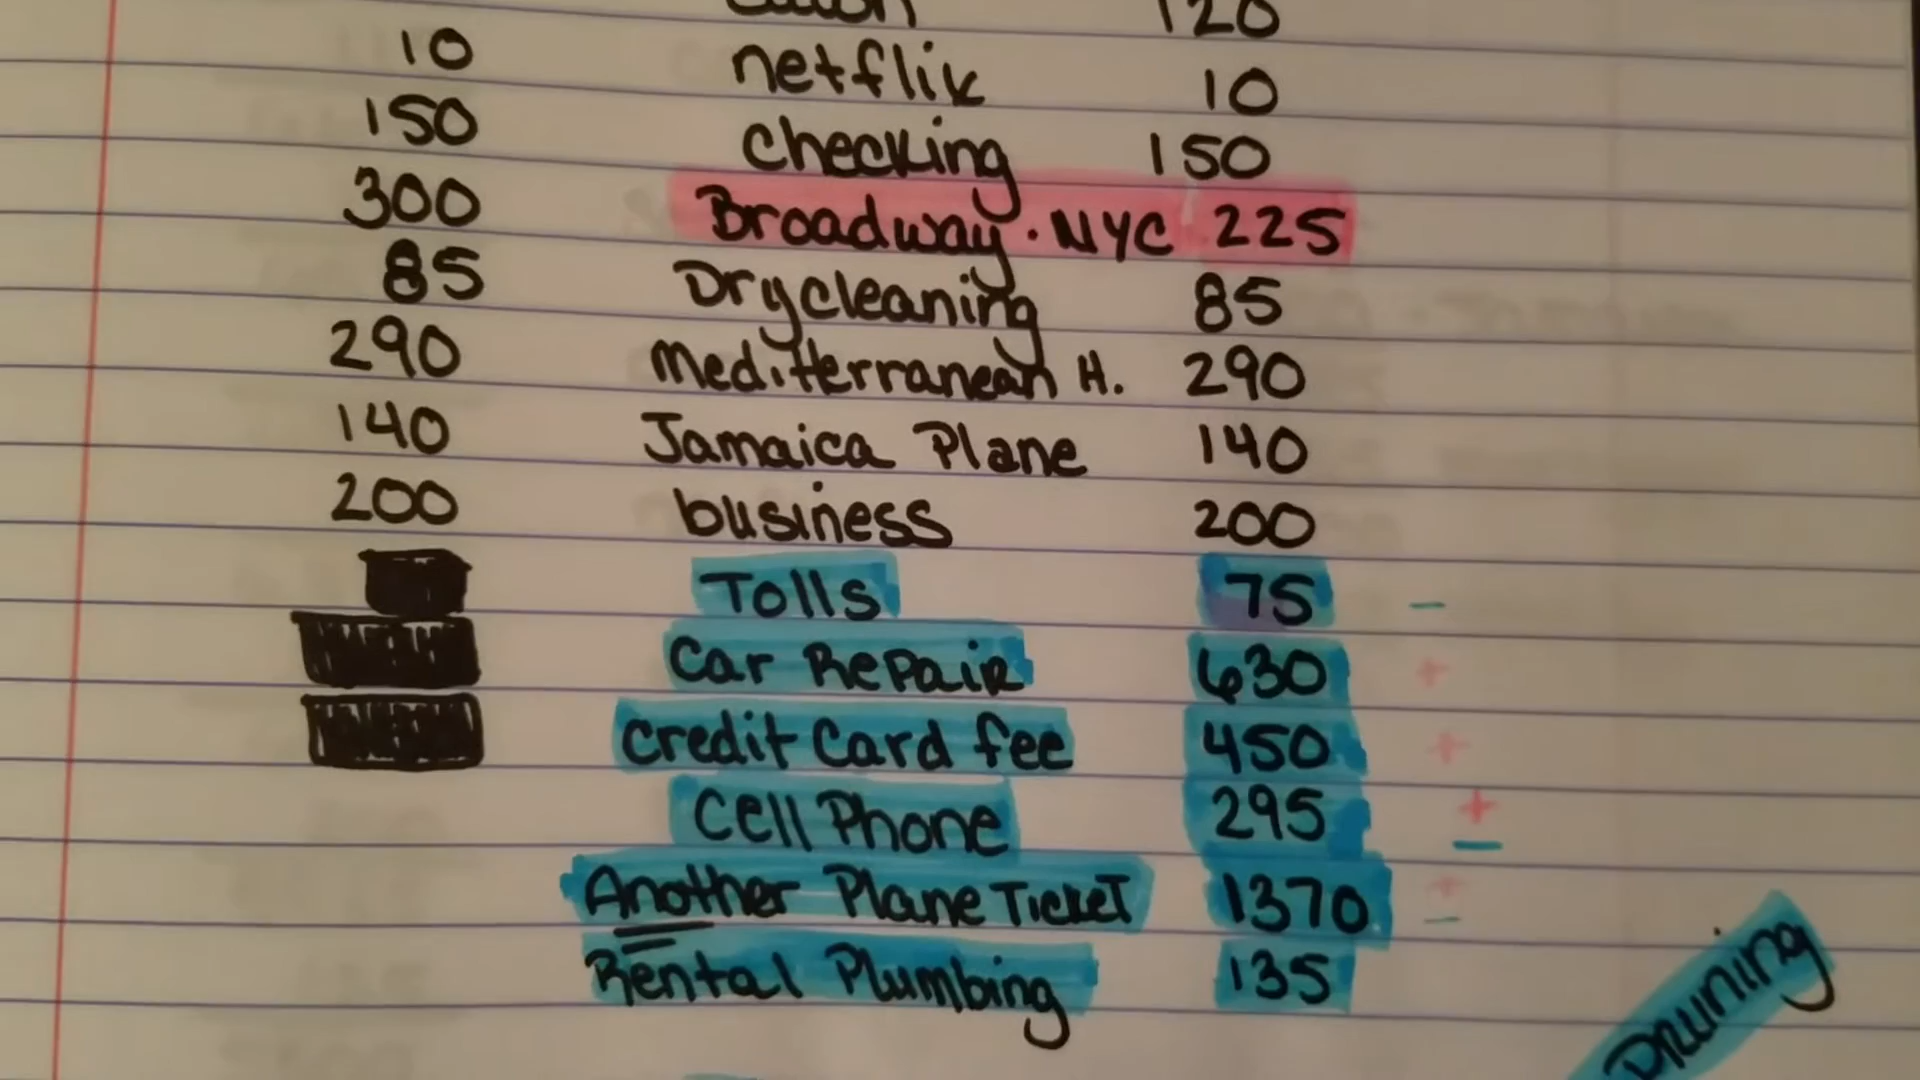 120
10 netflix 10
150 checking 150
300 Broadway · NYC 225
85 Drycleaning 85
290 Mediterranean H. 290
140 Jamaica Plane 140
200 business 200
Tolls 75 -
Car Repair 630 +
Credit Card fee 450 +
Cell Phone 295 + -
Another Plane Ticket 1370 + -
Rental Plumbing 135
Pruning